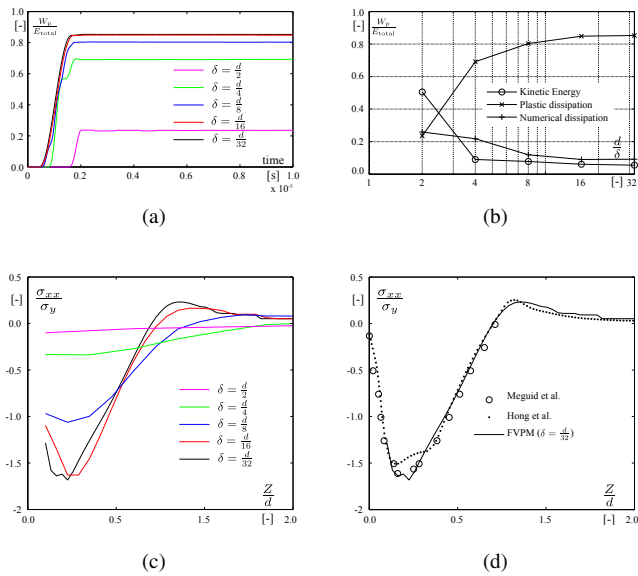 W_p/E_total
[-]
1.0
0.8
0.6
0.4
0.2
0.0
δ = d/2
δ = d/4
δ = d/8
δ = d/16
δ = d/32
time
[s]
0.0 0.2 0.4 0.6 0.8 1.0
x 10⁻⁵
(a)
W_p/E_total
[-]
1.0
0.8
0.6
0.4
0.2
0.0
Kinetic Energy
Plastic dissipation
Numerical dissipation
d/δ
1 2 4 8 16 [-] 32
(b)
0.5
[-]
σ_xx/σ_y
0.0
-0.5
-1.0
-1.5
-2
δ = d/2
δ = d/4
δ = d/8
δ = d/16
δ = d/32
Z/d
0.0 0.5 1.0 1.5 [-] 2.0
(c)
0.5
[-]
σ_xx/σ_y
0.0
-0.5
-1.0
-1.5
-2
Meguid et al.
Hong et al.
FVPM (δ = d/32)
Z/d
0.0 0.5 1.0 1.5 [-] 2.0
(d)